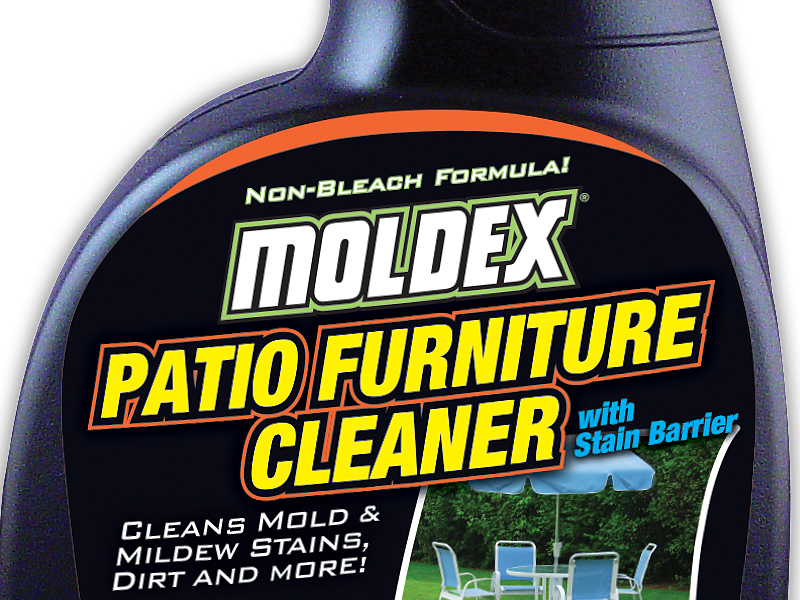 Non-Bleach Formula!
MOLDEX®
PATIO FURNITURE
CLEANER
with
Stain Barrier
Cleans Mold &
Mildew Stains,
Dirt and more!